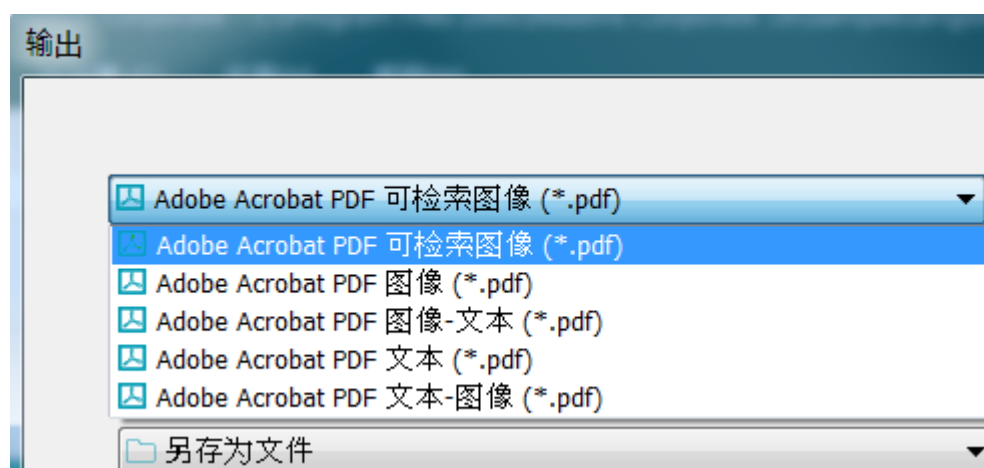 输出
Adobe Acrobat PDF 可检索图像 (*.pdf)
Adobe Acrobat PDF 可检索图像 (*.pdf)
Adobe Acrobat PDF 图像 (*.pdf)
Adobe Acrobat PDF 图像-文本 (*.pdf)
Adobe Acrobat PDF 文本 (*.pdf)
Adobe Acrobat PDF 文本-图像 (*.pdf)
另存为文件